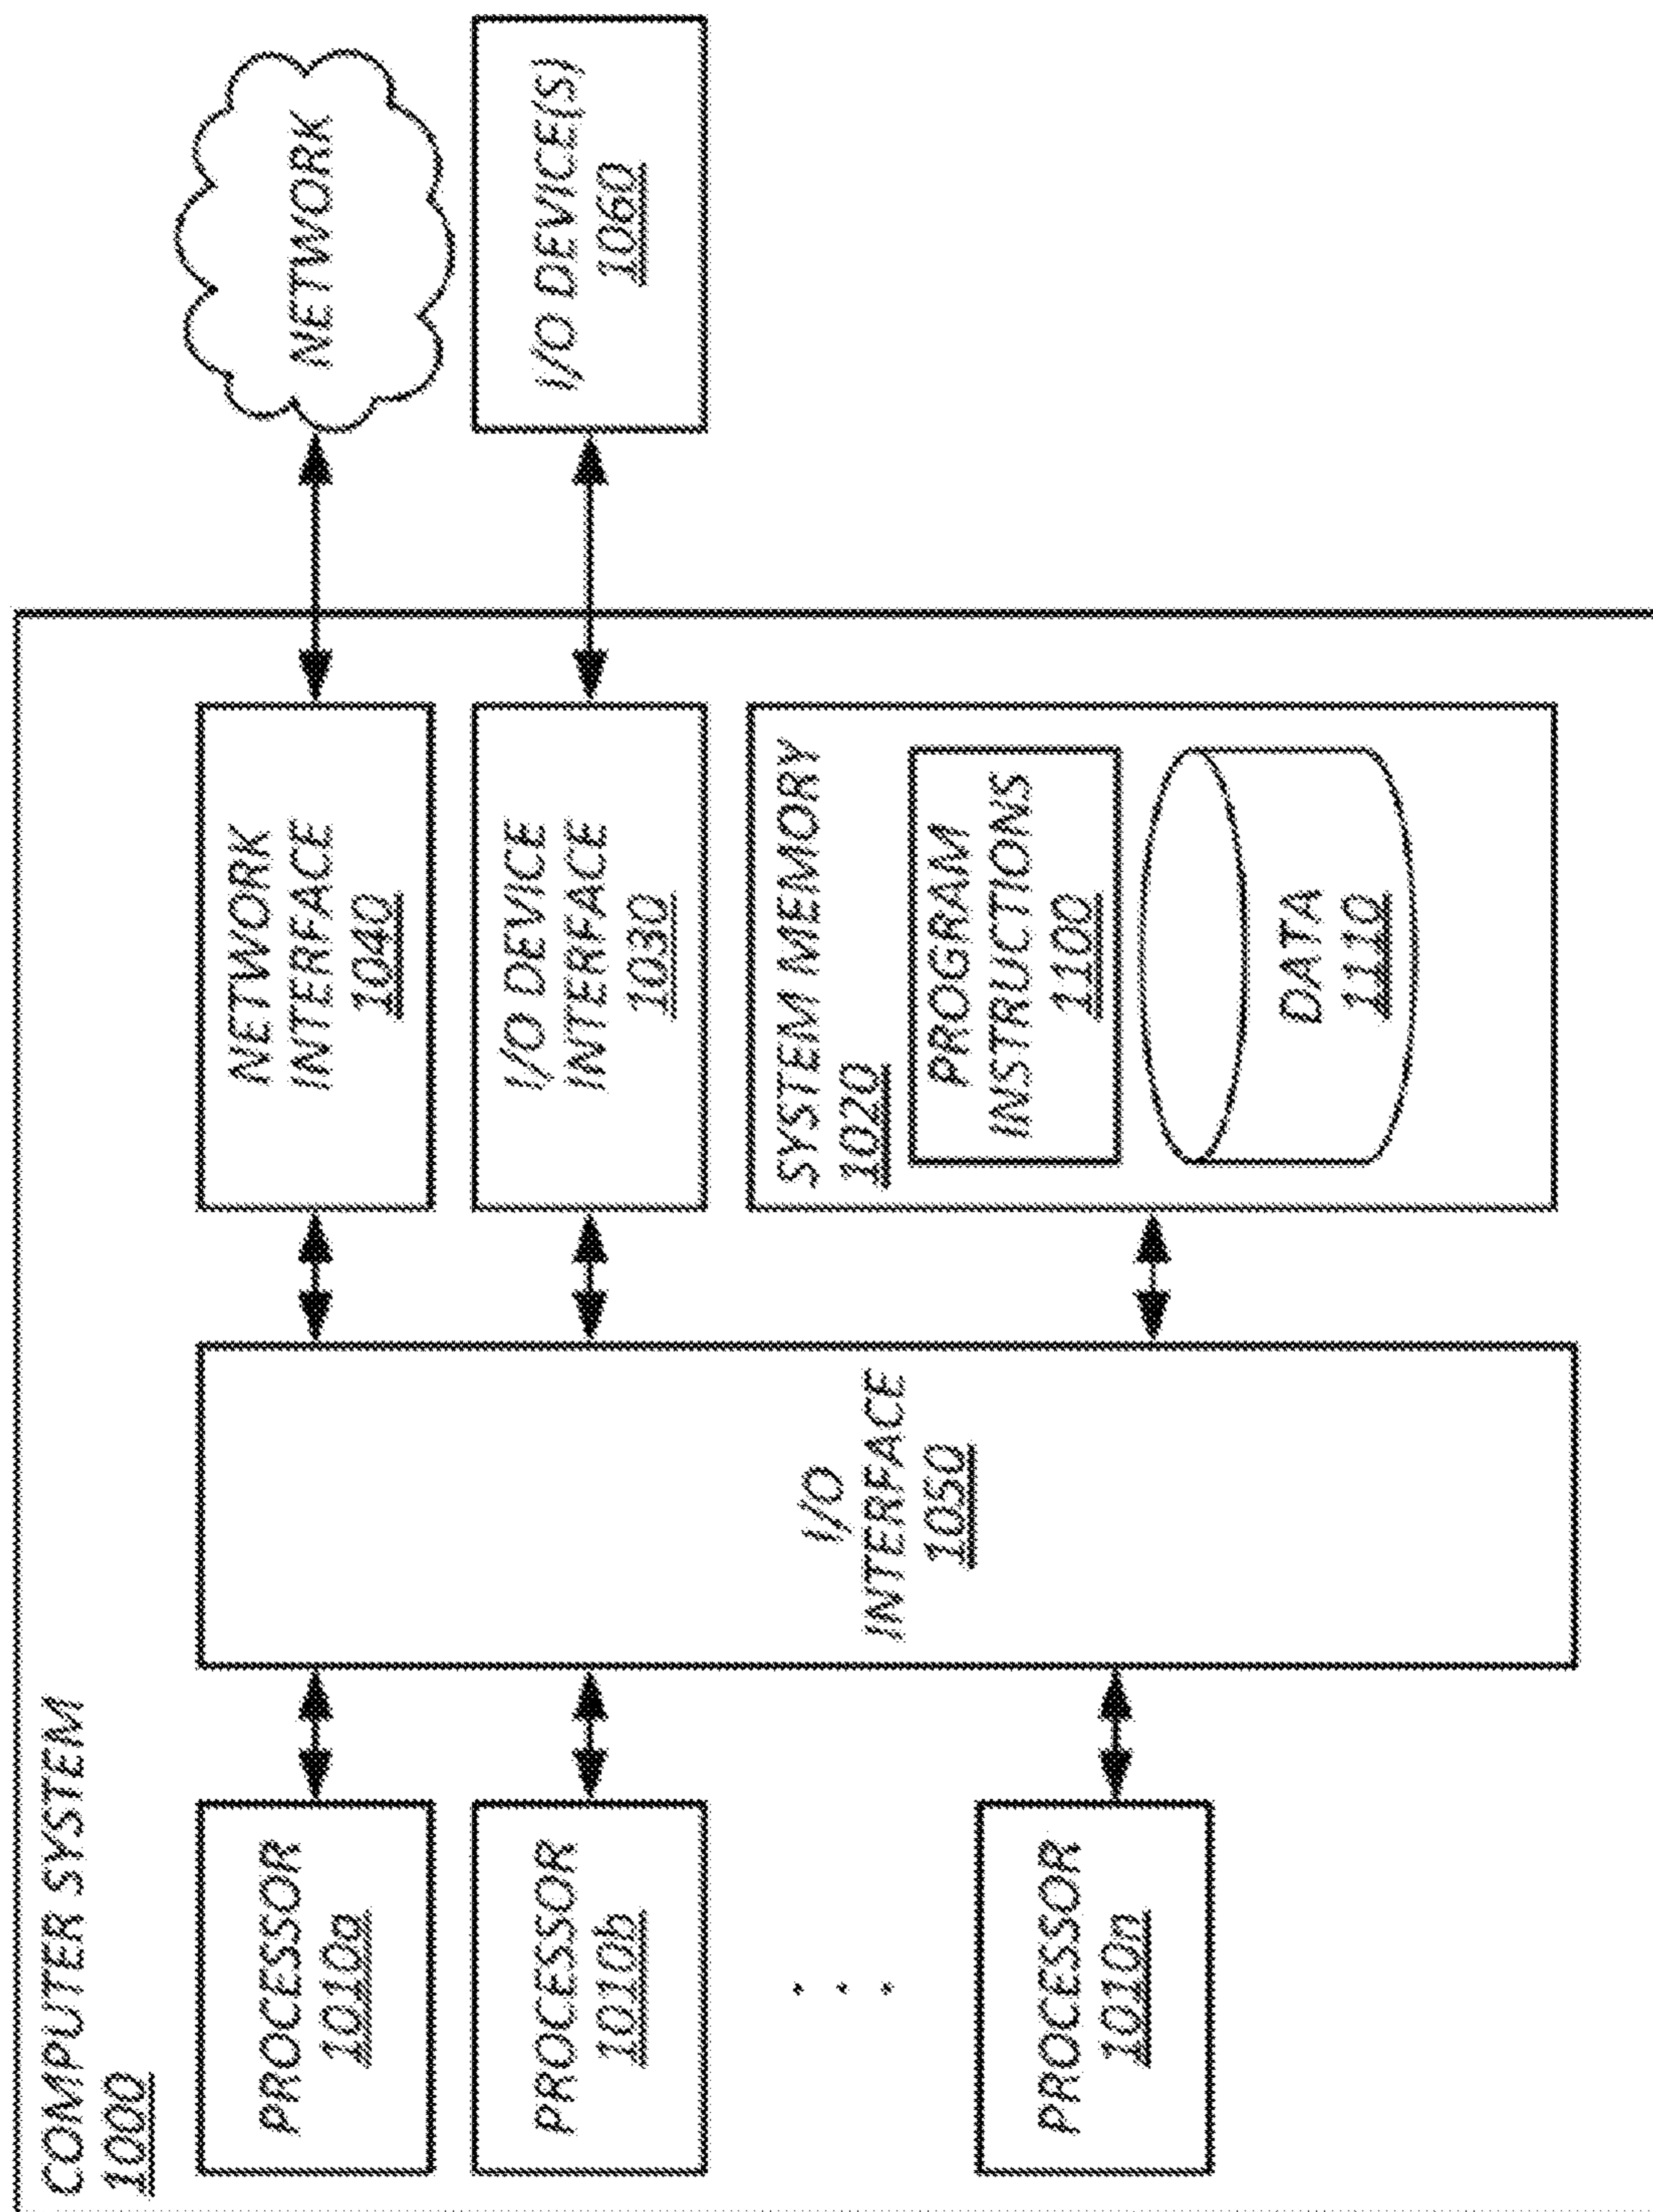 COMPUTER SYSTEM
1000
PROCESSOR
1010a
PROCESSOR
1010b
. . .
PROCESSOR
1010n
I/O
INTERFACE
1050
NETWORK
INTERFACE
1040
I/O DEVICE
INTERFACE
1030
SYSTEM MEMORY
1020
PROGRAM
INSTRUCTIONS
1100
DATA
1110
NETWORK
I/O DEVICE(S)
1060